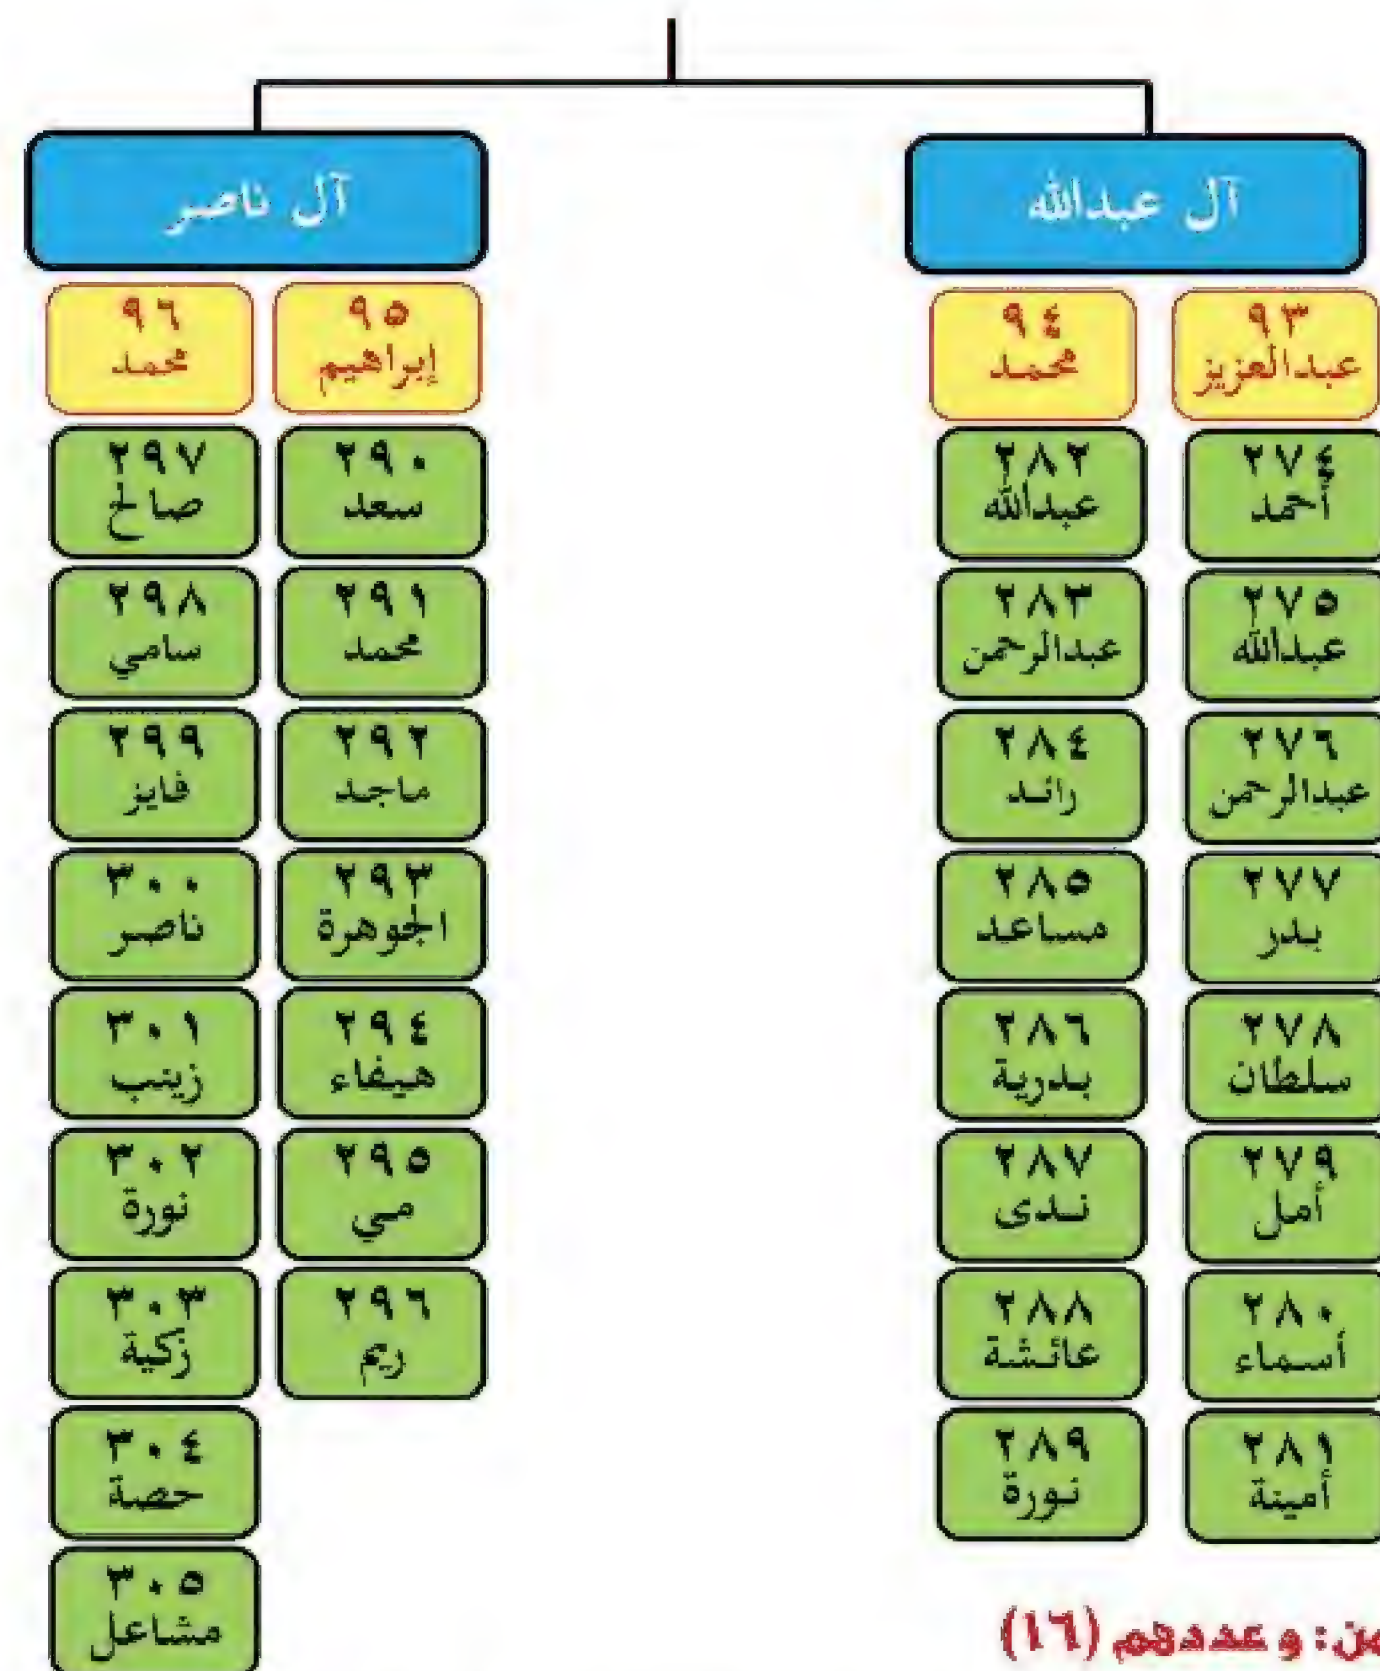 آل عبدالله
٩٣
عبدالعزيز
٢٧٤
أحمد
٢٧٥
عبدالله
٢٧٦
عبدالرحمن
٢٧٧
بدر
٢٧٨
سلطان
٢٧٩
أمل
٢٨٠
أسماء
٢٨١
أمينة
٩٤
محمد
٢٨٢
عبدالله
٢٨٣
عبدالرحمن
٢٨٤
رائد
٢٨٥
مساعد
٢٨٦
بدرية
٢٨٧
ندى
٢٨٨
عائشة
٢٨٩
نورة
آل ناصر
٩٥
إبراهيم
٢٩٠
سعد
٢٩١
محمد
٢٩٢
ماجد
٢٩٣
الجوهرة
٢٩٤
هيفاء
٢٩٥
مي
٢٩٦
ريم
٩٦
محمد
٢٩٧
صالح
٢٩٨
سامي
٢٩٩
فايز
٣٠٠
ناصر
٣٠١
زينب
٣٠٢
نورة
٣٠٣
زكية
٣٠٤
حصة
٣٠٥
مشاعل
: وعددهم (١٦)